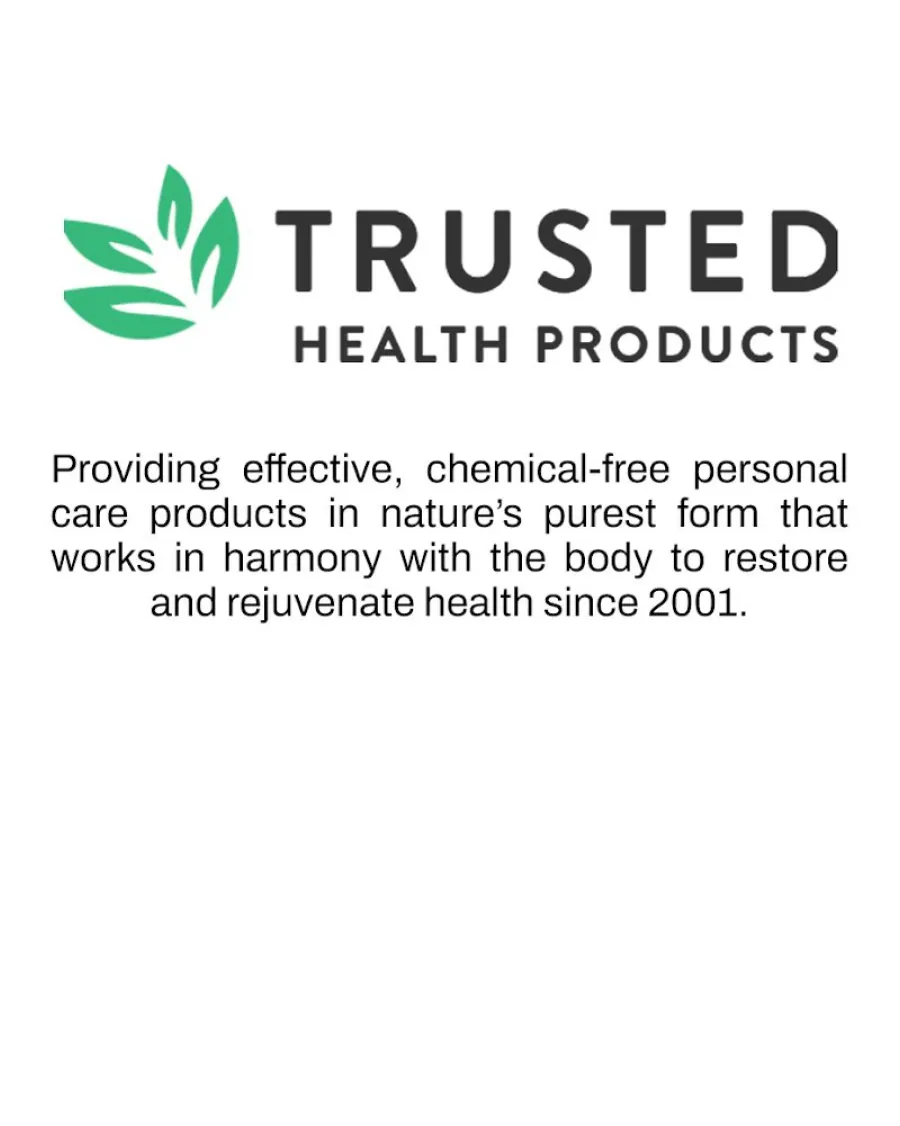 TRUSTED
HEALTH PRODUCTS
Providing effective, chemical-free personal
care products in nature’s purest form that
works in harmony with the body to restore
and rejuvenate health since 2001.